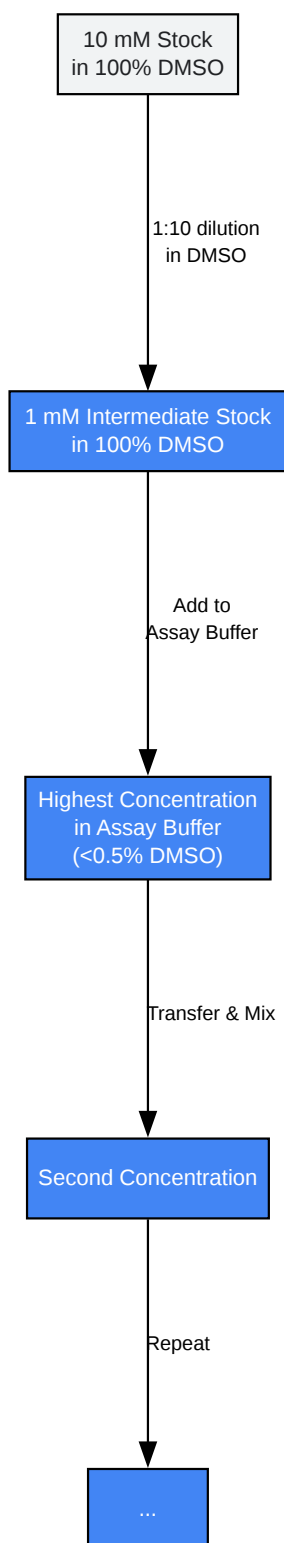 10 mM Stock
in 100% DMSO
1:10 dilution
in DMSO
1 mM Intermediate Stock
in 100% DMSO
Add to
Assay Buffer
Highest Concentration
in Assay Buffer
(<0.5% DMSO)
Transfer & Mix
Second Concentration
Repeat
...